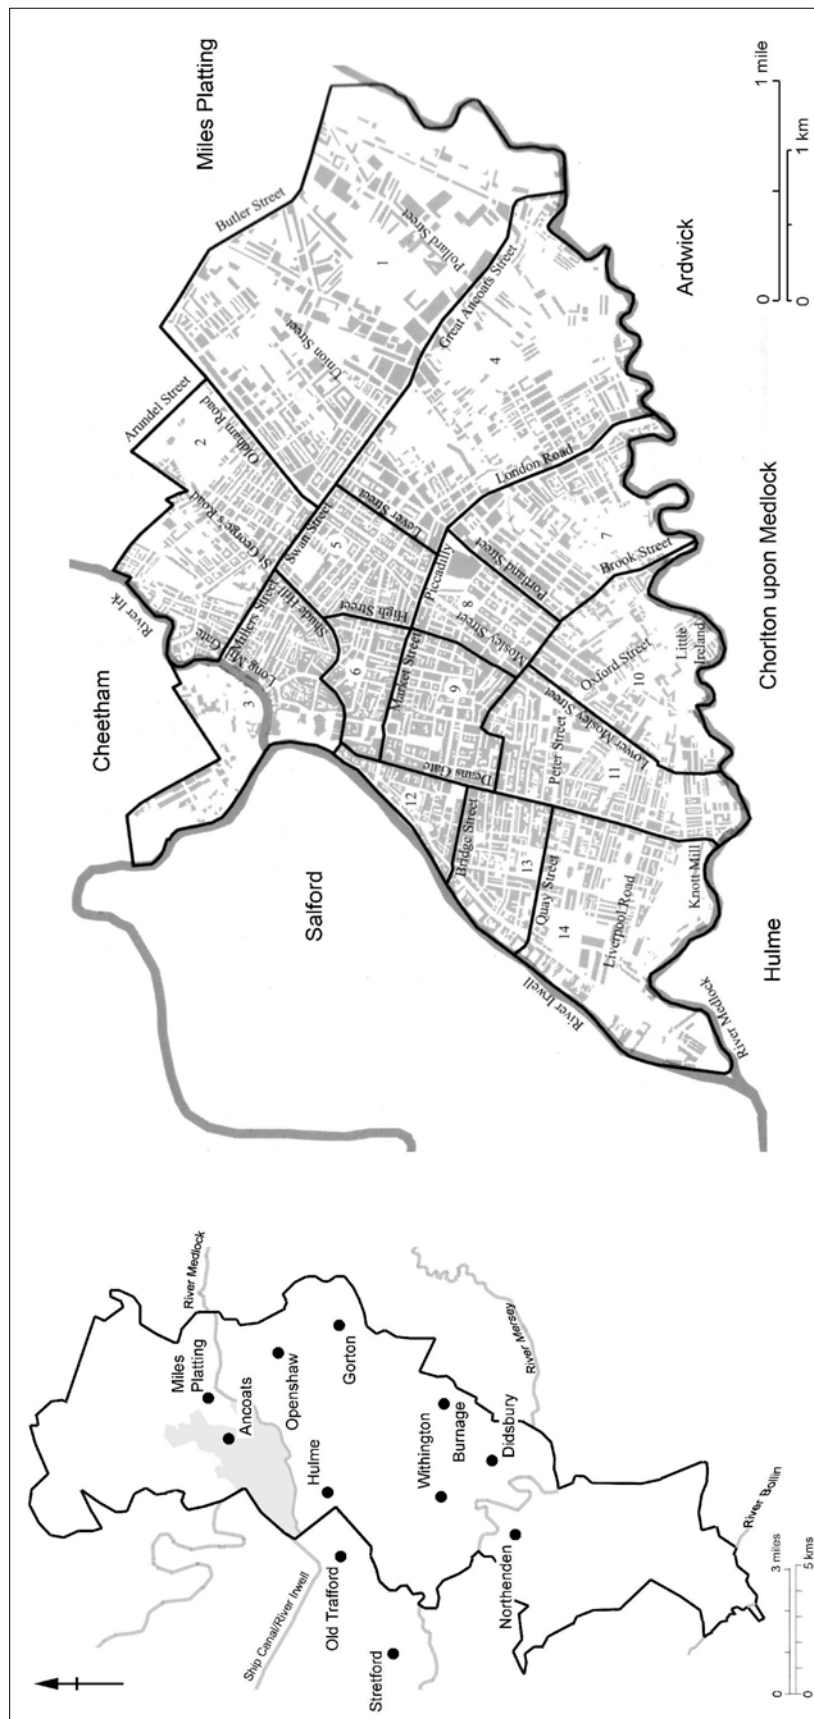 Miles Platting
Cheetham
Salford
Hulme
Chorlton upon Medlock
Ardwick
Butler Street
Arundel Street
Oldham Road
St George's Road
Union Street
Pollard Street
Great Ancoats Street
Swan Street
Lever Street
London Road
River Irk
Long Mill Gate
Millers Street
Shude Hill
High Street
Piccadilly
Portland Street
Brook Street
Market Street
Mosley Street
Oxford Street
Little
Ireland
Lower Mosley Street
Deans Gate
Peter Street
Bridge Street
Quay Street
Liverpool Road
Knott Mill
River Irwell
River Medlock
1
2
3
4
5
6
7
8
9
10
11
12
13
14
0 1 mile
0 1 km
River Medlock
Miles
Platting
Ancoats
Openshaw
Gorton
Hulme
Old Trafford
Stretford
Ship Canal/River Irwell
Withington
Burnage
Didsbury
Northenden
River Mersey
River Bollin
0 3 miles
0 5 kms